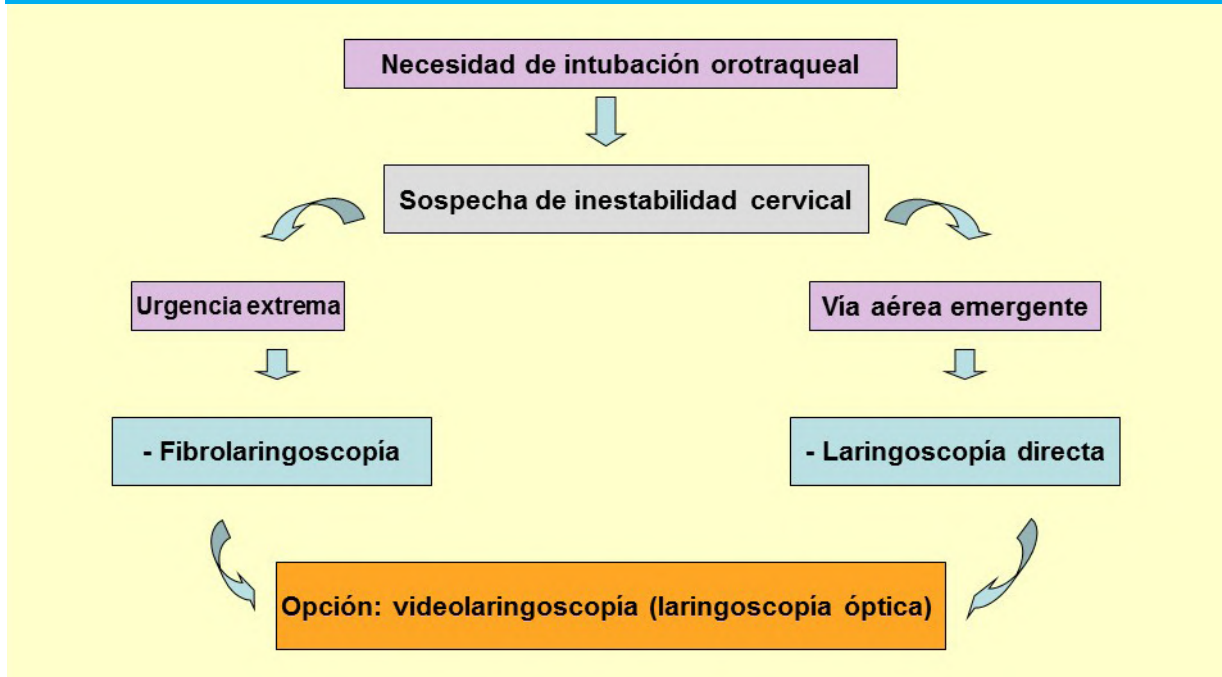 Necesidad de intubación orotraqueal
Sospecha de inestabilidad cervical
Urgencia extrema
Vía aérea emergente
- Fibrolaringoscopía
- Laringoscopía directa
Opción: videolaringoscopía (laringoscopía óptica)